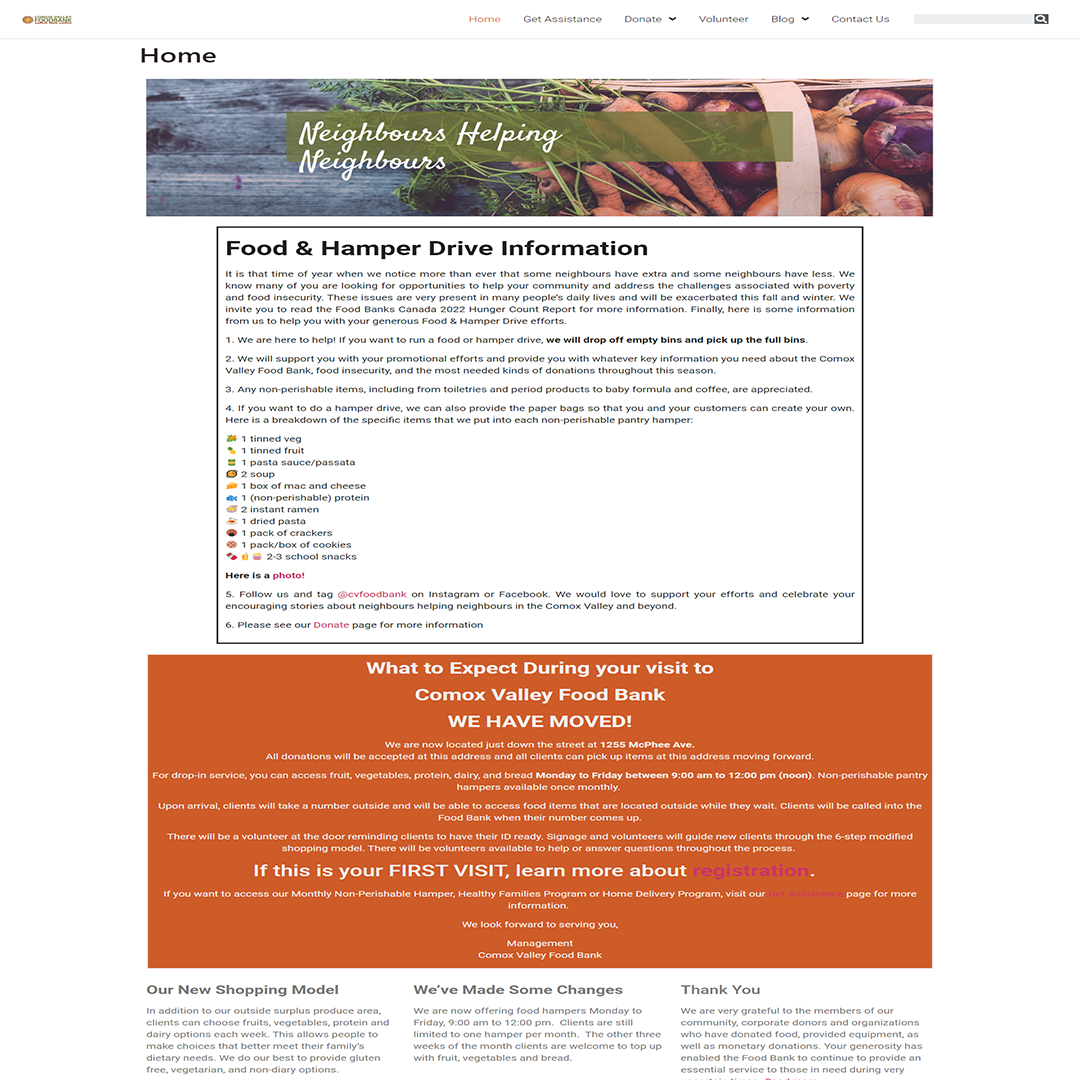 COMOX VALLEY
FOODBANK
Home
Get Assistance
Donate
Volunteer
Blog
Contact Us
Home
Neighbours Helping
Neighbours
Food & Hamper Drive Information
It is that time of year when we notice more than ever that some neighbours have extra and some neighbours have less. We
know many of you are looking for opportunities to help your community and address the challenges associated with poverty
and food insecurity. These issues are very present in many people's daily lives and will be exacerbated this fall and winter. We
invite you to read the Food Banks Canada 2022 Hunger Count Report for more information. Finally, here is some information
from us to help you with your generous Food & Hamper Drive efforts.
1. We are here to help! If you want to run a food or hamper drive, we will drop off empty bins and pick up the full bins.
2. We will support you with your promotional efforts and provide you with whatever key information you need about the Comox
Valley Food Bank, food insecurity, and the most needed kinds of donations throughout this season.
3. Any non-perishable items, including from toiletries and period products to baby formula and coffee, are appreciated.
4. If you want to do a hamper drive, we can also provide the paper bags so that you and your customers can create your own.
Here is a breakdown of the specific items that we put into each non-perishable pantry hamper:
1 tinned veg
1 tinned fruit
1 pasta sauce/passata
2 soup
1 box of mac and cheese
1 (non-perishable) protein
2 instant ramen
1 dried pasta
1 pack of crackers
1 pack/box of cookies
2-3 school snacks
Here is a photo!
5. Follow us and tag @cvfoodbank on Instagram or Facebook. We would love to support your efforts and celebrate your
encouraging stories about neighbours helping neighbours in the Comox Valley and beyond.
6. Please see our Donate page for more information
What to Expect During your visit to
Comox Valley Food Bank
WE HAVE MOVED!
We are now located just down the street at 1255 McPhee Ave.
All donations will be accepted at this address and all clients can pick up items at this address moving forward.
For drop-in service, you can access fruit, vegetables, protein, dairy, and bread Monday to Friday between 9:00 am to 12:00 pm (noon). Non-perishable pantry
hampers available once monthly.
Upon arrival, clients will take a number outside and will be able to access food items that are located outside while they wait. Clients will be called into the
Food Bank when their number comes up.
There will be a volunteer at the door reminding clients to have their ID ready. Signage and volunteers will guide new clients through the 6-step modified
shopping model. There will be volunteers available to help or answer questions throughout the process.
If this is your FIRST VISIT, learn more about registration.
If you want to access our Monthly Non-Perishable Hamper, Healthy Families Program or Home Delivery Program, visit our Get Assistance page for more
information.
We look forward to serving you,
Management
Comox Valley Food Bank
Our New Shopping Model
In addition to our outside surplus produce area,
clients can choose fruits, vegetables, protein and
dairy options each week. This allows people to
make choices that better meet their family's
dietary needs. We do our best to provide gluten
free, vegetarian, and non-diary options.
We've Made Some Changes
We are now offering food hampers Monday to
Friday, 9:00 am to 12:00 pm. Clients are still
limited to one hamper per month. The other three
weeks of the month clients are welcome to top up
with fruit, vegetables and bread.
Thank You
We are very grateful to the members of our
community, corporate donors and organizations
who have donated food, provided equipment, as
well as monetary donations. Your generosity has
enabled the Food Bank to continue to provide an
essential service to those in need during very